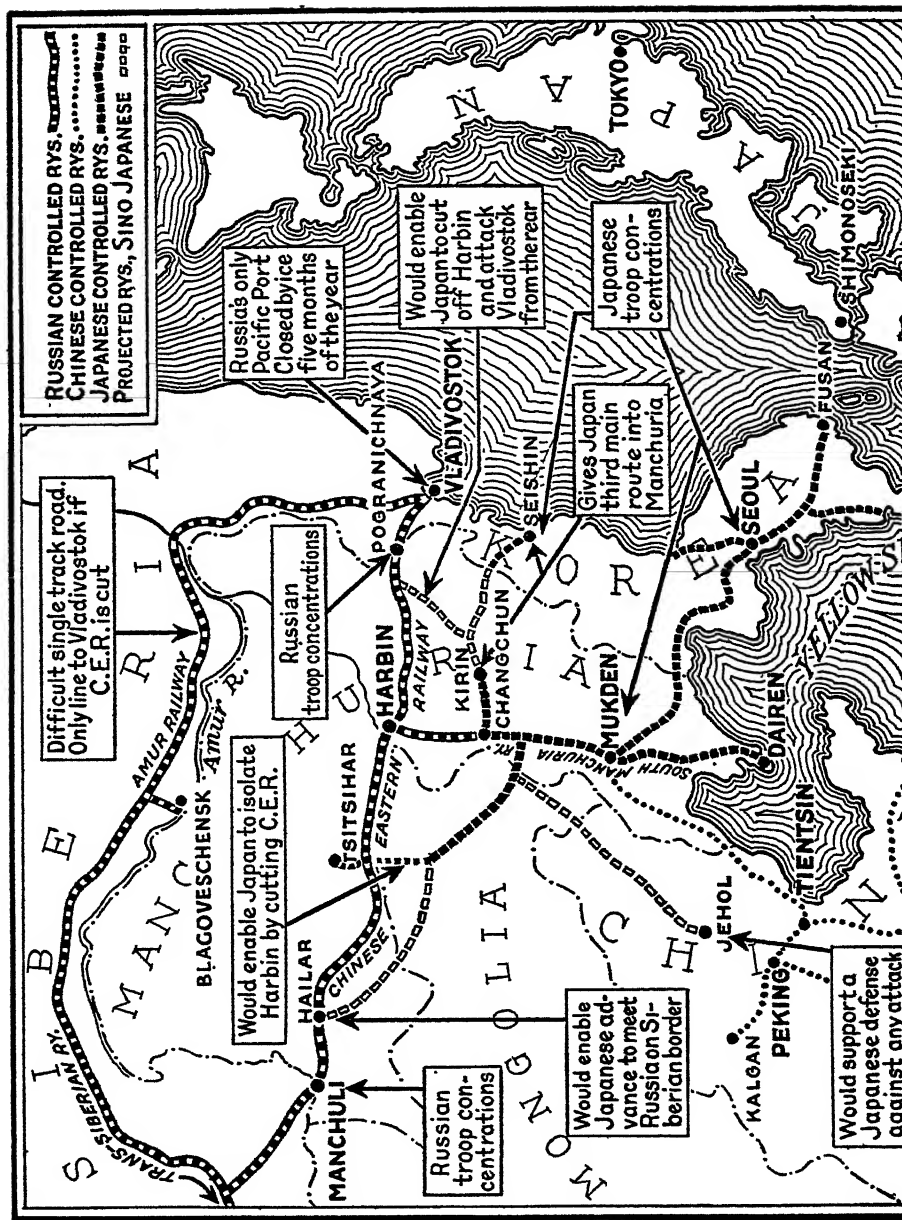 RUSSIAN CONTROLLED RYS.
CHINESE CONTROLLED RYS.
JAPANESE CONTROLLED RYS.
PROJECTED RYS., SINO JAPANESE
Difficult single track road.
Only line to Vladivostok if
C.E.R. is cut
Russia's only
Pacific Port
Closed by ice
five months
of the year
Would enable
Japan to cut
off Harbin
and attack
Vladivostok
from the rear
Japanese
troop con-
centrations
Russian
troop concentrations
Gives Japan
third main
route into
Manchuria
Would enable Japan to isolate
Harbin by cutting C.E.R.
Would enable
Japanese ad-
vance to meet
Russia on Si-
berian border
Russian
troop con-
centrations
Would support a
Japanese defense
against any attack
SIBERIA
TRANS-SIBERIAN RY.
AMUR RAILWAY
Amur R.
BLAGOVESCHENSK
MANCHURIA
MANCHULI
HAILAR
TSITSIHAR
CHINESE
EASTERN
RAILWAY
HARBIN
POGRANICHNAYA
VLADIVOSTOK
KIRIN
CHANGCHUN
SEISHIN
MUKDEN
SOUTH MANCHURIA
RY.
DAIREN
KOREA
SEOUL
FUSAN
JAPAN
TOKYO
SHIMONOSEKI
YELLOW SE
MONGOLIA
CHIN
JEHOL
KALGAN
PEKING
TIENTSIN